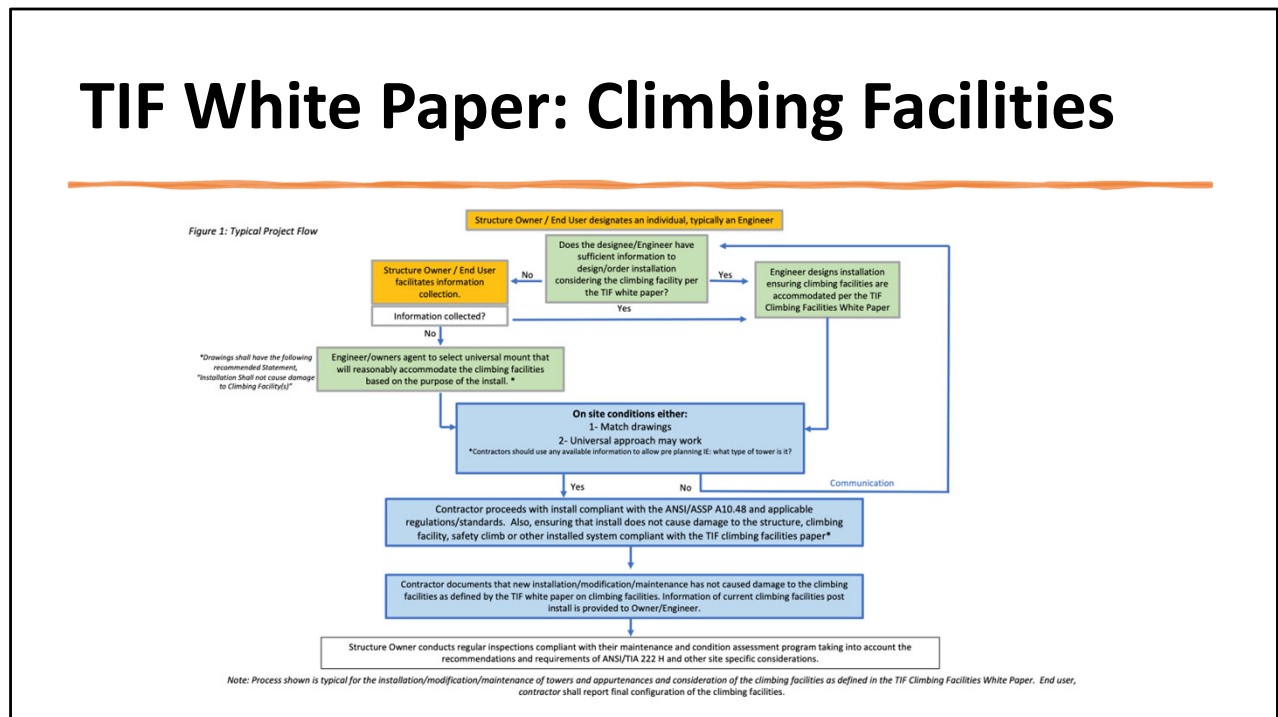 TIF White Paper: Climbing Facilities
Figure 1: Typical Project Flow
Structure Owner / End User designates an individual, typically an Engineer
Does the designee/Engineer have
sufficient information to
design/order installation
considering the climbing facility per
the TIF white paper?
No
Yes
Structure Owner / End User
facilitates information
collection.
Engineer designs installation
ensuring climbing facilities are
accommodated per the TIF
Climbing Facilities White Paper
Information collected?
Yes
No
*Drawings shall have the following
recommended Statement,
"Installation Shall not cause damage
to Climbing Facility(s)"
Engineer/owners agent to select universal mount that
will reasonably accommodate the climbing facilities
based on the purpose of the install. *
On site conditions either:
1- Match drawings
2- Universal approach may work
*Contractors should use any available information to allow pre planning IE: what type of tower is it?
Yes
No
Communication
Contractor proceeds with install compliant with the ANSI/ASSP A10.48 and applicable
regulations/standards. Also, ensuring that install does not cause damage to the structure, climbing
facility, safety climb or other installed system compliant with the TIF climbing facilities paper*
Contractor documents that new installation/modification/maintenance has not caused damage to the climbing
facilities as defined by the TIF white paper on climbing facilities. Information of current climbing facilities post
install is provided to Owner/Engineer.
Structure Owner conducts regular inspections compliant with their maintenance and condition assessment program taking into account the
recommendations and requirements of ANSI/TIA 222 H and other site specific considerations.
Note: Process shown is typical for the installation/modification/maintenance of towers and appurtenances and consideration of the climbing facilities as defined in the TIF Climbing Facilities White Paper. End user,
contractor shall report final configuration of the climbing facilities.